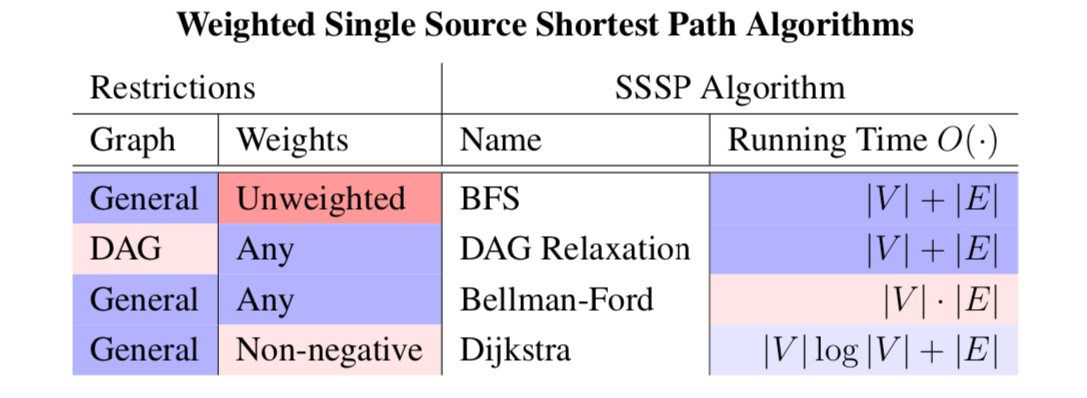 Weighted Single Source Shortest Path Algorithms
Restrictions SSSP Algorithm
Graph Weights Name Running Time O(·)
General Unweighted BFS |V| + |E|
DAG Any DAG Relaxation |V| + |E|
General Any Bellman-Ford |V| · |E|
General Non-negative Dijkstra |V| log |V| + |E|